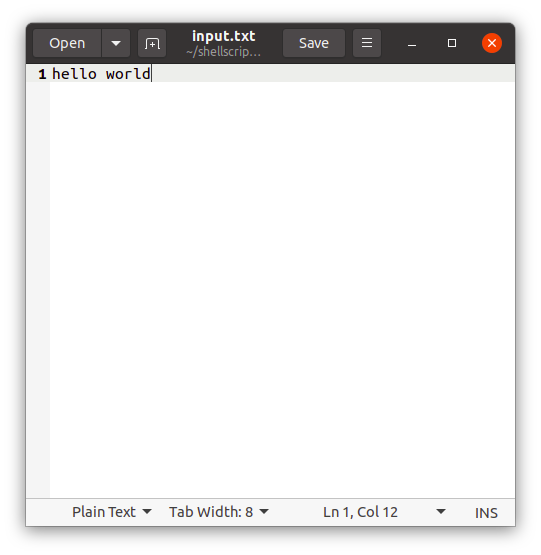 Open
input.txt
~/shellscrip...
Save
1 hello world
Plain Text
Tab Width: 8
Ln 1, Col 12
INS